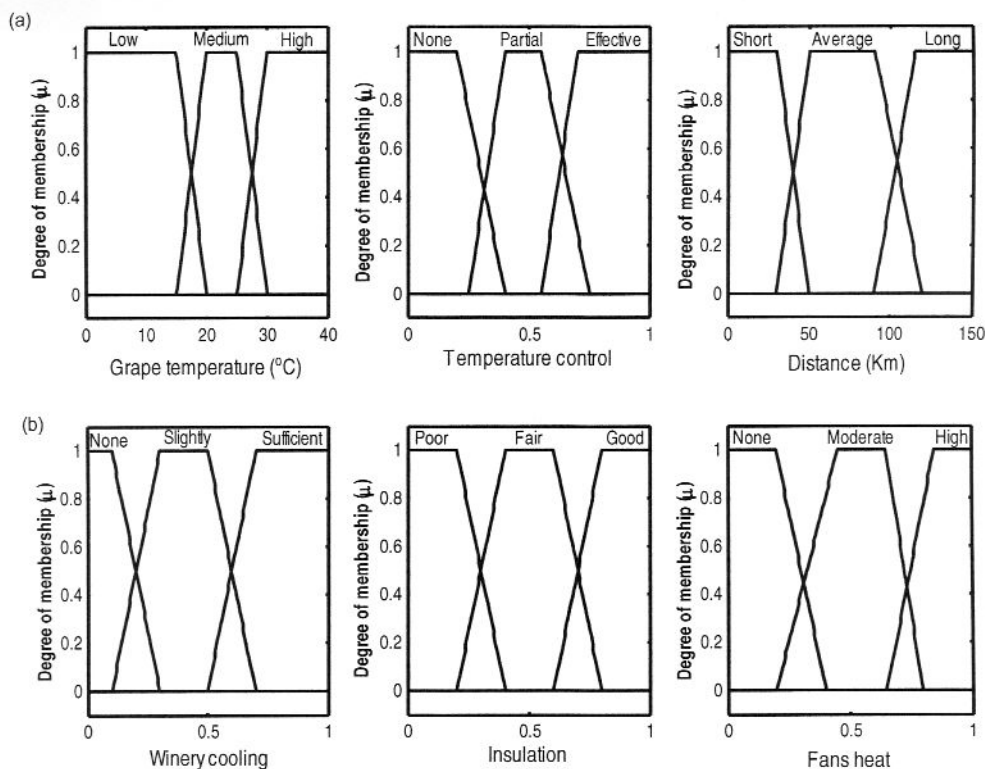 (a)
Low Medium High
Degree of membership (μ)
1
0.8
0.6
0.4
0.2
0
0 10 20 30 40
Grape temperature (°C)
None Partial Effective
Degree of membership (μ)
1
0.8
0.6
0.4
0.2
0
0 0.5 1
Temperature control
Short Average Long
Degree of membership (μ)
1
0.8
0.6
0.4
0.2
0
0 50 100 150
Distance (Km)
(b)
None Slightly Sufficient
Degree of membership (μ)
1
0.8
0.6
0.4
0.2
0
0 0.5 1
Winery cooling
Poor Fair Good
Degree of membership (μ)
1
0.8
0.6
0.4
0.2
0
0 0.5 1
Insulation
None Moderate High
Degree of membership (μ)
1
0.8
0.6
0.4
0.2
0
0 0.5 1
Fans heat